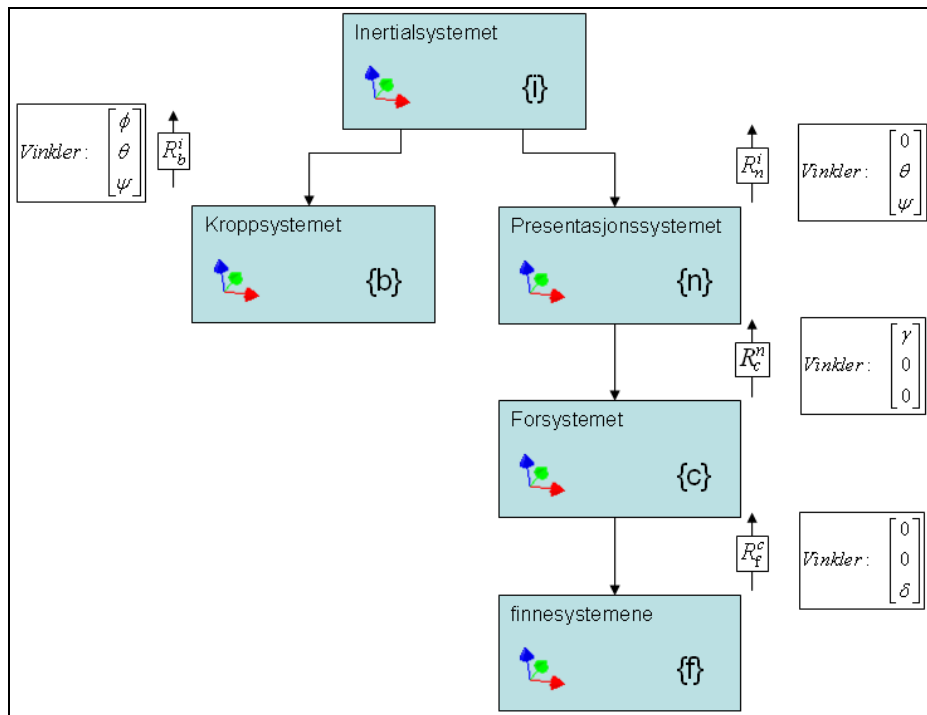 Inertialsystemet
{i}
Vinkler: [ϕ θ ψ]
R_b^i
R_n^i
Vinkler: [0 θ ψ]
Kroppsystemet
{b}
Presentasjonssystemet
{n}
R_c^n
Vinkler: [γ 0 0]
Forsystemet
{c}
R_f^c
Vinkler: [0 0 δ]
finnesystemene
{f}